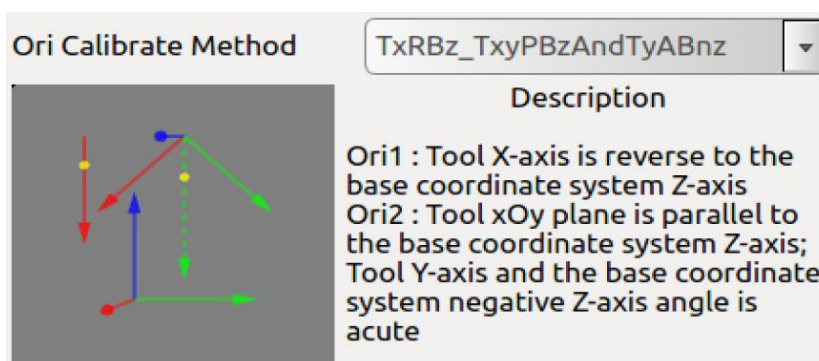 Ori Calibrate Method
TxRBz_TxyPBzAndTyABnz
Description
Ori1 : Tool X-axis is reverse to the
base coordinate system Z-axis
Ori2 : Tool xOy plane is parallel to
the base coordinate system Z-axis;
Tool Y-axis and the base coordinate
system negative Z-axis angle is
acute